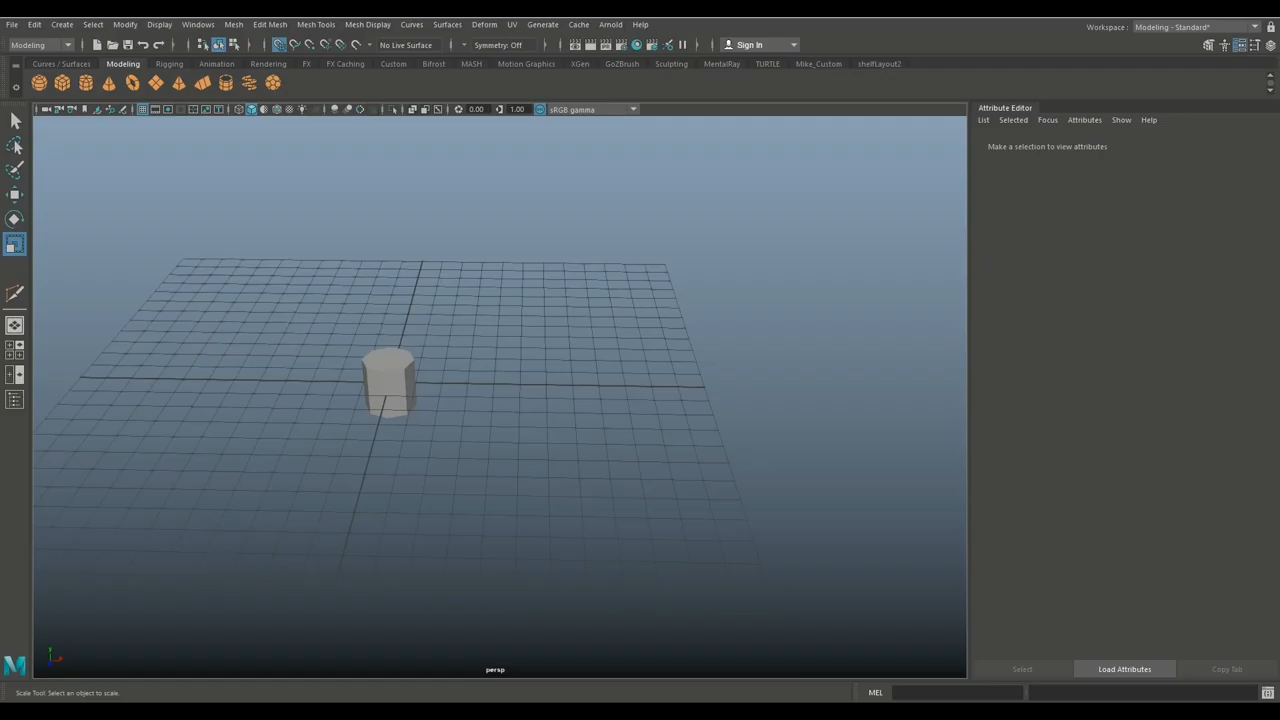 File Edit Create Select Modify Display Windows Mesh Edit Mesh Mesh Tools Mesh Display Curves Surfaces Deform UV Generate Cache Arnold Help
Workspace : Modeling - Standard*
Modeling No Live Surface Symmetry: Off Sign In
Curves / Surfaces Modeling Rigging Animation Rendering FX FX Caching Custom Bifrost MASH Motion Graphics XGen GoZBrush Sculpting MentalRay TURTLE Mike_Custom shelfLayout2
0.00 1.00 sRGB gamma
Attribute Editor
List Selected Focus Attributes Show Help
Make a selection to view attributes
y
persp
Select Load Attributes Copy Tab
Scale Tool: Select an object to scale.
MEL